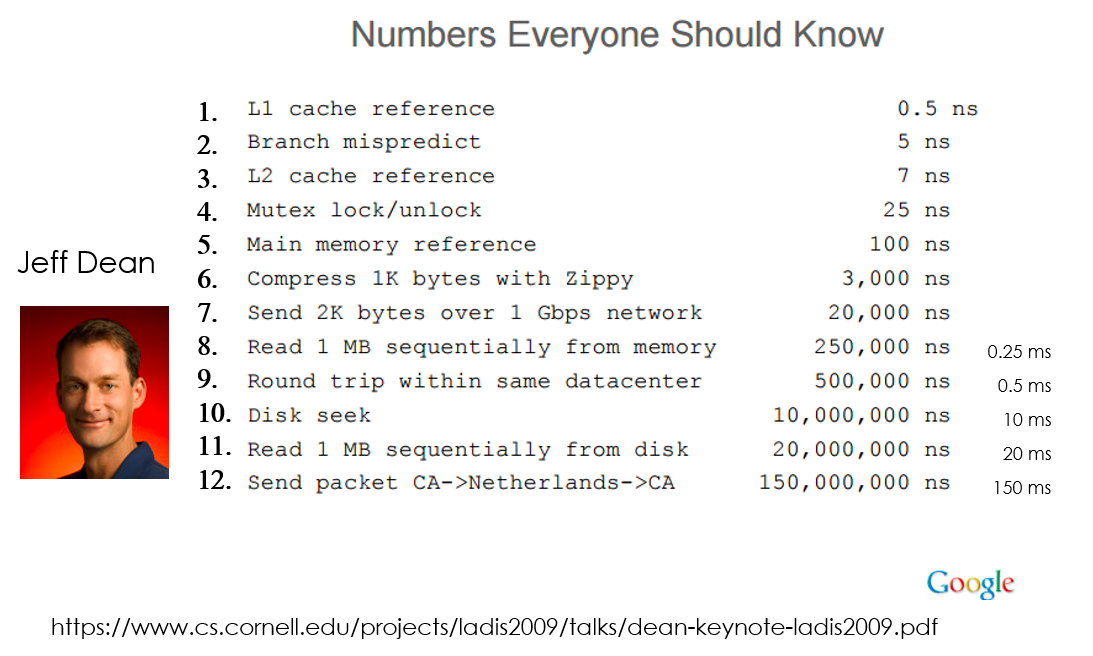 Numbers Everyone Should Know
1. L1 cache reference 0.5 ns
2. Branch mispredict 5 ns
3. L2 cache reference 7 ns
4. Mutex lock/unlock 25 ns
5. Main memory reference 100 ns
Jeff Dean
6. Compress 1K bytes with Zippy 3,000 ns
7. Send 2K bytes over 1 Gbps network 20,000 ns
8. Read 1 MB sequentially from memory 250,000 ns 0.25 ms
9. Round trip within same datacenter 500,000 ns 0.5 ms
10. Disk seek 10,000,000 ns 10 ms
11. Read 1 MB sequentially from disk 20,000,000 ns 20 ms
12. Send packet CA->Netherlands->CA 150,000,000 ns 150 ms
Google
https://www.cs.cornell.edu/projects/ladis2009/talks/dean-keynote-ladis2009.pdf